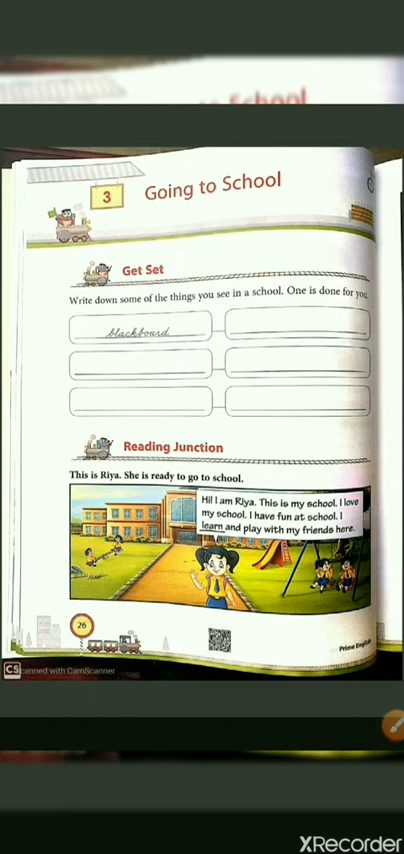 3
Going to School
Get Set
Write down some of the things you see in a school. One is done for you.
blackboard
Reading Junction
This is Riya. She is ready to go to school.
Hi! I am Riya. This is my school. I love
my school. I have fun at school. I
learn and play with my friends here.
26
Prime English
CS canned with CamScanner
XRecorder